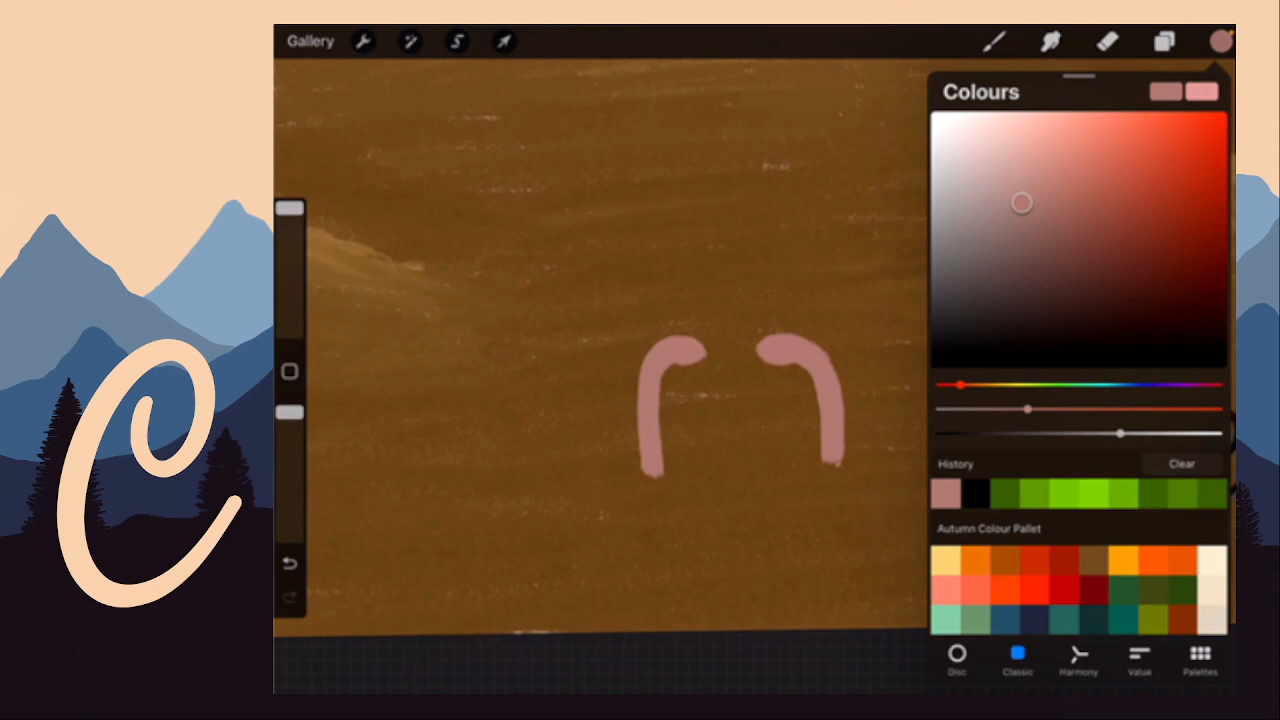 Gallery
Colours
History
Clear
Autumn Colour Pallet
Disc
Classic
Harmony
Value
Palettes
C